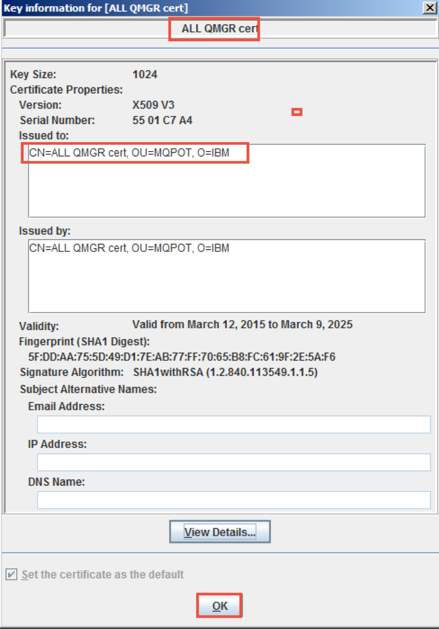 Key information for [ALL QMGR cert]
ALL QMGR cert
Key Size: 1024
Certificate Properties:
Version: X509 V3
Serial Number: 55 01 C7 A4
Issued to:
CN=ALL QMGR cert, OU=MQPOT, O=IBM
Issued by:
CN=ALL QMGR cert, OU=MQPOT, O=IBM
Validity: Valid from March 12, 2015 to March 9, 2025
Fingerprint (SHA1 Digest):
5F:DD:AA:75:5D:49:D1:7E:AB:77:FF:70:65:B8:FC:61:9F:2E:5A:F6
Signature Algorithm: SHA1withRSA (1.2.840.113549.1.1.5)
Subject Alternative Names:
Email Address:
IP Address:
DNS Name:
View Details...
Set the certificate as the default
OK